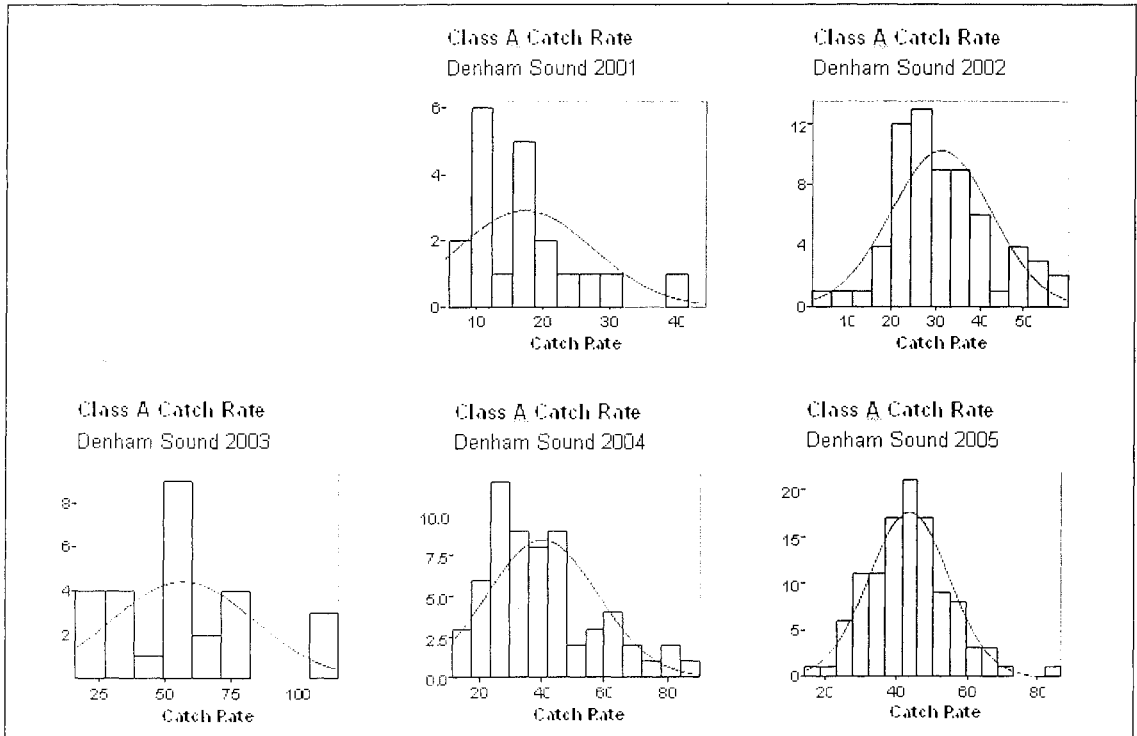 Class A Catch Rate
Denham Sound 2001
6-
4-
2-
0-
10 20 30 40
Catch Rate
Class A Catch Rate
Denham Sound 2002
12-
8-
4
0-
10 20 30 40 50
Catch Rate
Class A Catch Rate
Denham Sound 2003
8-
6-
4-
2-
25 50 75 100
Catch Rate
Class A Catch Rate
Denham Sound 2004
10.0
7.5-
5.0-
2.5-
0.0-
20 40 60 80
Catch Rate
Class A Catch Rate
Denham Sound 2005
20-
15-
10-
5-
0-
20 40 60 80
Catch Rate